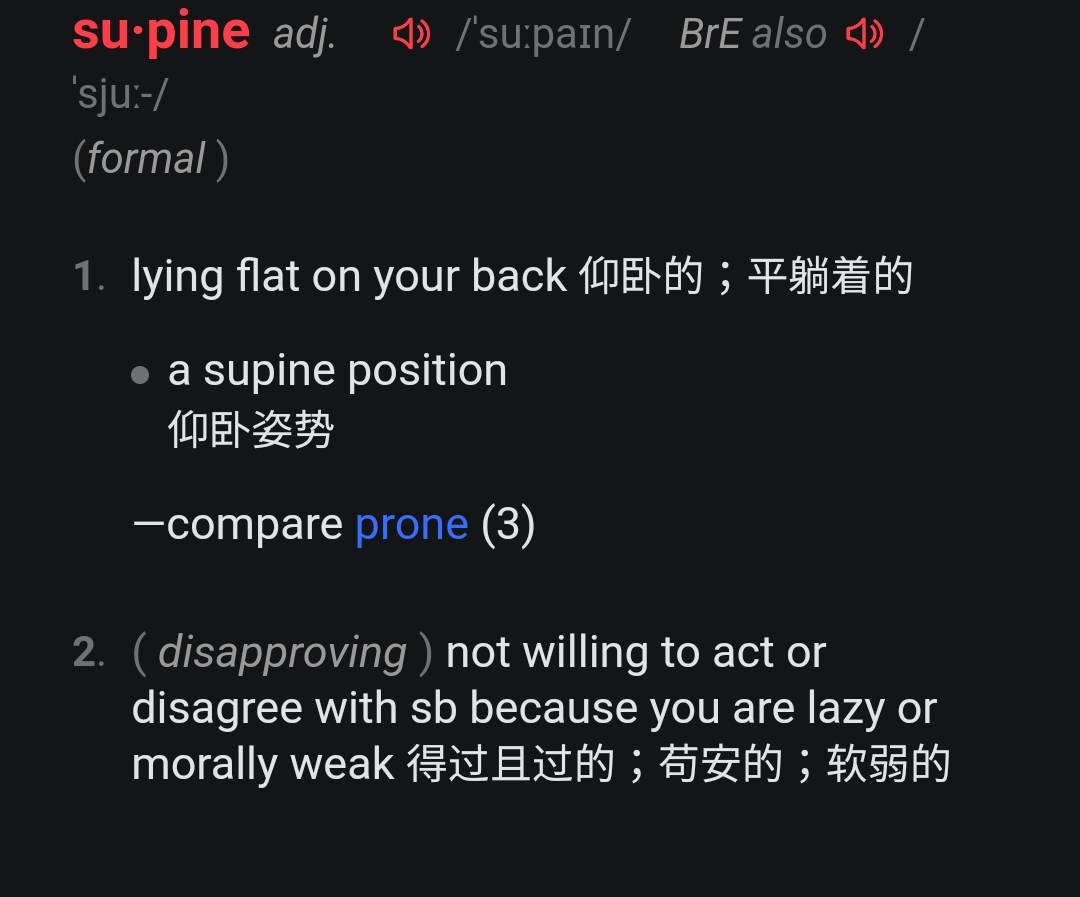 su·pine adj. /ˈsuːpaɪn/ BrE also /
ˈsjuː-/
(formal )
1. lying flat on your back 仰卧的；平躺着的
● a supine position
仰卧姿势
—compare prone (3)
2. ( disapproving ) not willing to act or
disagree with sb because you are lazy or
morally weak 得过且过的；苟安的；软弱的